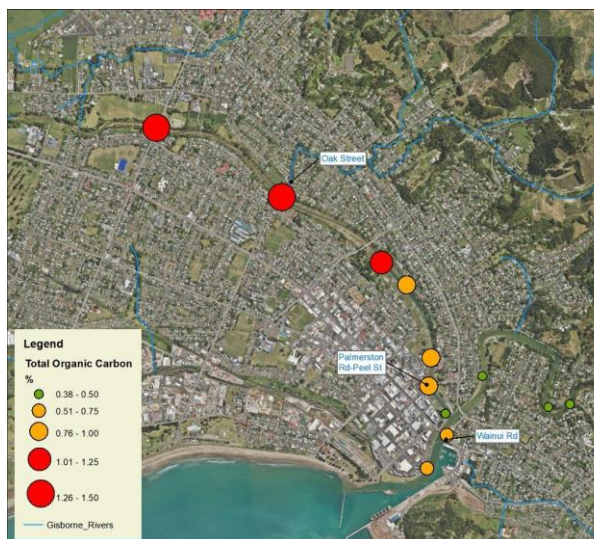 Oak Street
Palmerston
Rd-Peel St
Wainui Rd
Legend
Total Organic Carbon
%
0.38 - 0.50
0.51 - 0.75
0.76 - 1.00
1.01 - 1.25
1.26 - 1.50
Gisborne_Rivers